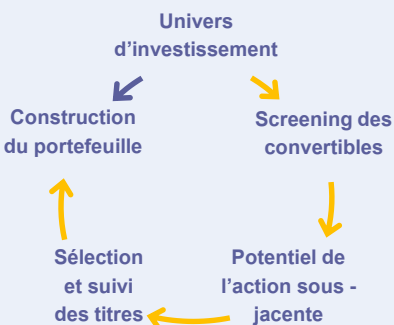 Univers
d'investissement
Construction
du portefeuille
Screening des
convertibles
Sélection
et suivi
des titres
Potentiel de
l'action sous -
jacente